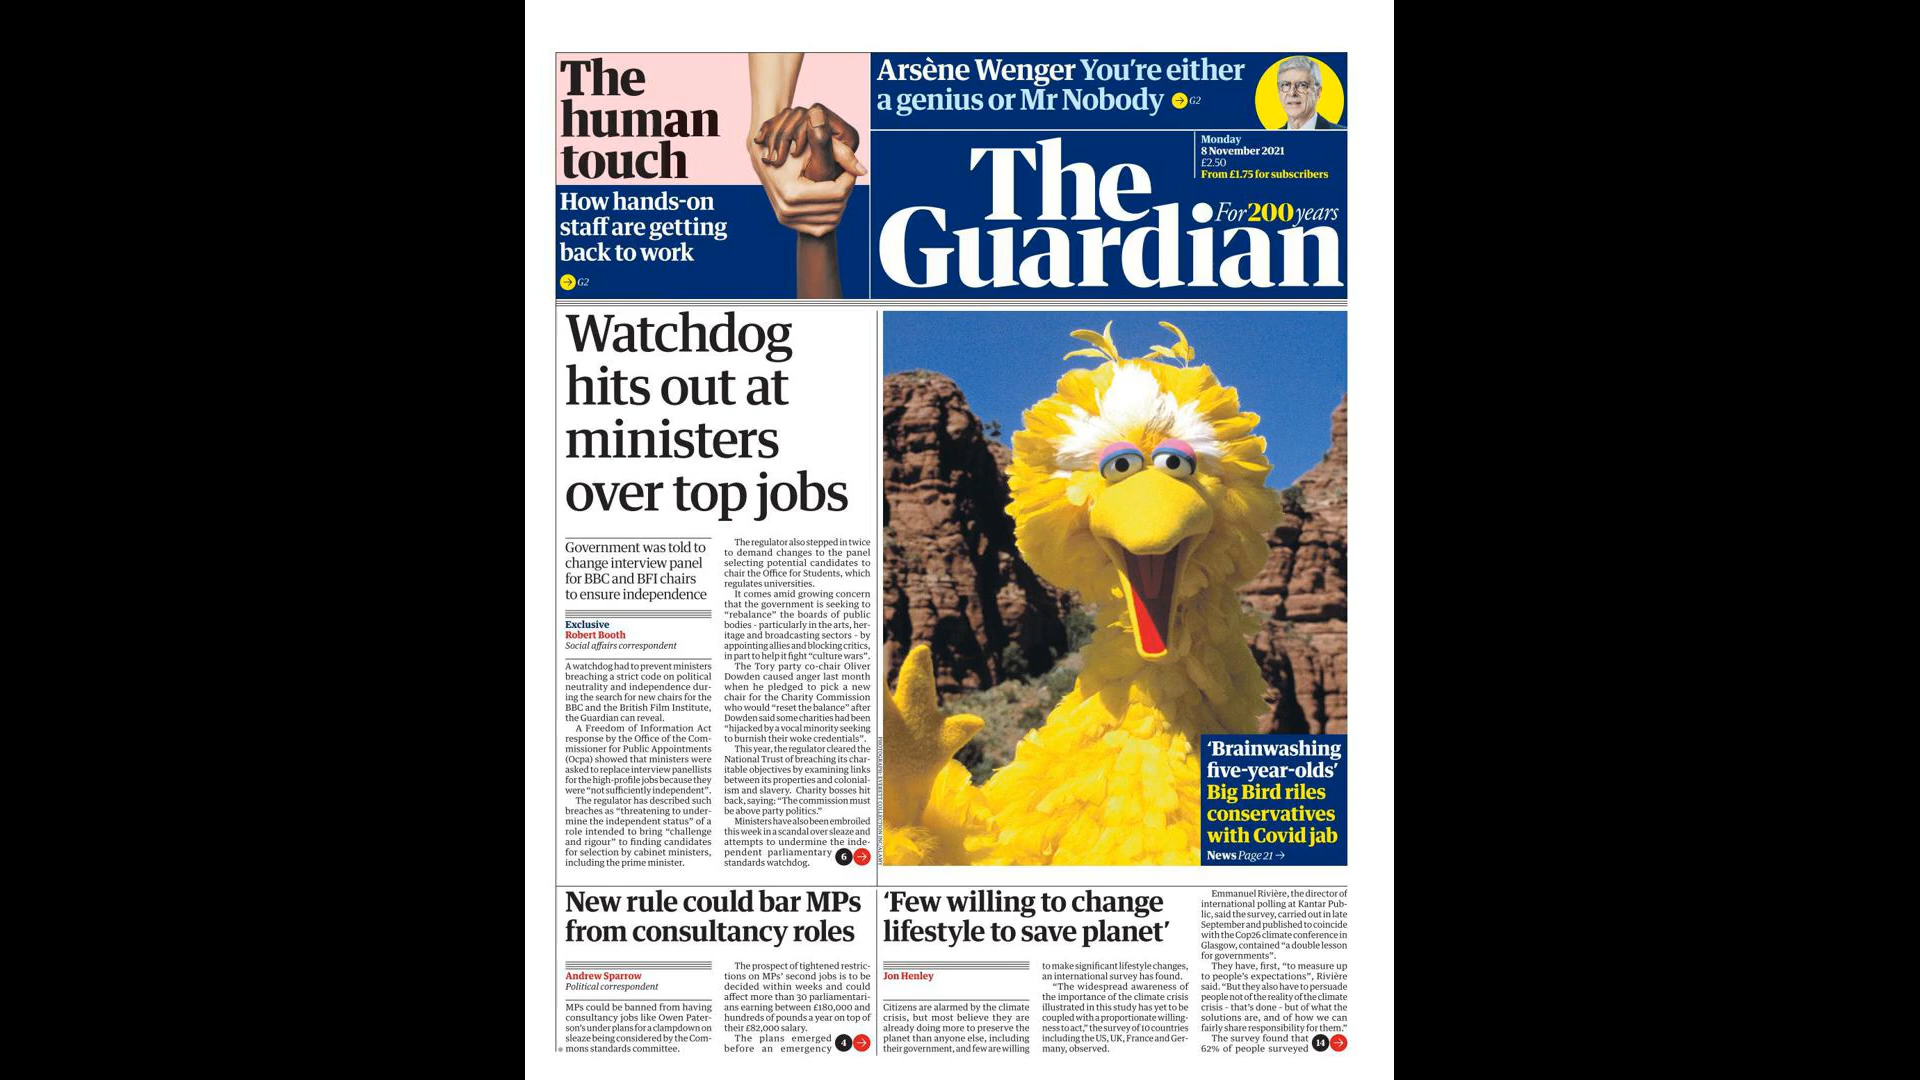 The
human
touch
How hands-on
staff are getting
back to work
G2
Arsène Wenger You're either
a genius or Mr Nobody G2
Monday
8 November 2021
£2.50
From £1.75 for subscribers
The
Guardian
For 200 years
Watchdog
hits out at
ministers
over top jobs
Government was told to
change interview panel
for BBC and BFI chairs
to ensure independence
Exclusive
Robert Booth
Social affairs correspondent
A watchdog had to prevent ministers
breaching a strict code on political
neutrality and independence dur-
ing the search for new chairs for the
BBC and the British Film Institute,
the Guardian can reveal.
A Freedom of Information Act
response by the Office of the Com-
missioner for Public Appointments
(Ocpa) showed that ministers were
asked to replace interview panellists
for the high-profile jobs because they
were "not sufficiently independent".
The regulator has described such
breaches as "threatening to under-
mine the independent status" of a
role intended to bring "challenge
and rigour" to finding candidates
for selection by cabinet ministers,
including the prime minister.
The regulator also stepped in twice
to demand changes to the panel
selecting potential candidates to
chair the Office for Students, which
regulates universities.
It comes amid growing concern
that the government is seeking to
"rebalance" the boards of public
bodies - particularly in the arts, her-
itage and broadcasting sectors - by
appointing allies and blocking critics,
in part to help it fight "culture wars".
The Tory party co-chair Oliver
Dowden caused anger last month
when he pledged to pick a new
chair for the Charity Commission
who would "reset the balance" after
Dowden said some charities had been
"hijacked by a vocal minority seeking
to burnish their woke credentials".
This year, the regulator cleared the
National Trust of breaching its char-
itable objectives by examining links
between its properties and colonial-
ism and slavery. Charity bosses hit
back, saying: "The commission must
be above party politics."
Ministers have also been embroiled
this week in a scandal over sleaze and
attempts to undermine the inde-
pendent parliamentary
standards watchdog.
6
'Brainwashing
five-year-olds'
Big Bird riles
conservatives
with Covid jab
News Page 21 →
New rule could bar MPs
from consultancy roles
Andrew Sparrow
Political correspondent
MPs could be banned from having
consultancy jobs like Owen Pater-
son's under plans for a clampdown on
sleaze being considered by the Com-
mons standards committee.
The prospect of tightened restric-
tions on MPs' second jobs is to be
decided within weeks and could
affect more than 30 parliamentari-
ans earning between £180,000 and
hundreds of pounds a year on top of
their £82,000 salary.
The plans emerged
before an emergency
4
'Few willing to change
lifestyle to save planet'
Jon Henley
Citizens are alarmed by the climate
crisis, but most believe they are
already doing more to preserve the
planet than anyone else, including
their government, and few are willing
to make significant lifestyle changes,
an international survey has found.
"The widespread awareness of
the importance of the climate crisis
illustrated in this study has yet to be
coupled with a proportionate willing-
ness to act," the survey of 10 countries
including the US, UK, France and Ger-
many, observed.
Emmanuel Rivière, the director of
international polling at Kantar Pub-
lic, said the survey, carried out in late
September and published to coincide
with the Cop26 climate conference in
Glasgow, contained "a double lesson
for governments".
They have, first, "to measure up
to people's expectations", Rivière
said. "But they also have to persuade
people not of the reality of the climate
crisis - that's done - but of what the
solutions are, and of how we can
fairly share responsibility for them."
The survey found that
62% of people surveyed
14